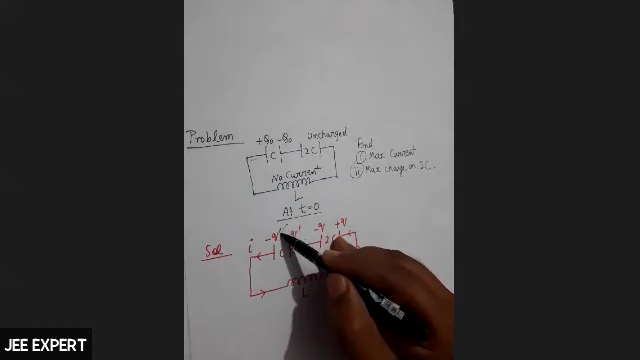 Problem
+Q₀ -Q₀ Uncharged
C 2C
No Current
L
At t=0
Find
(i) Max Current
(ii) Max charge on 2C.
Sol
i -q' q' -q +q
C 2
L
JEE EXPERT